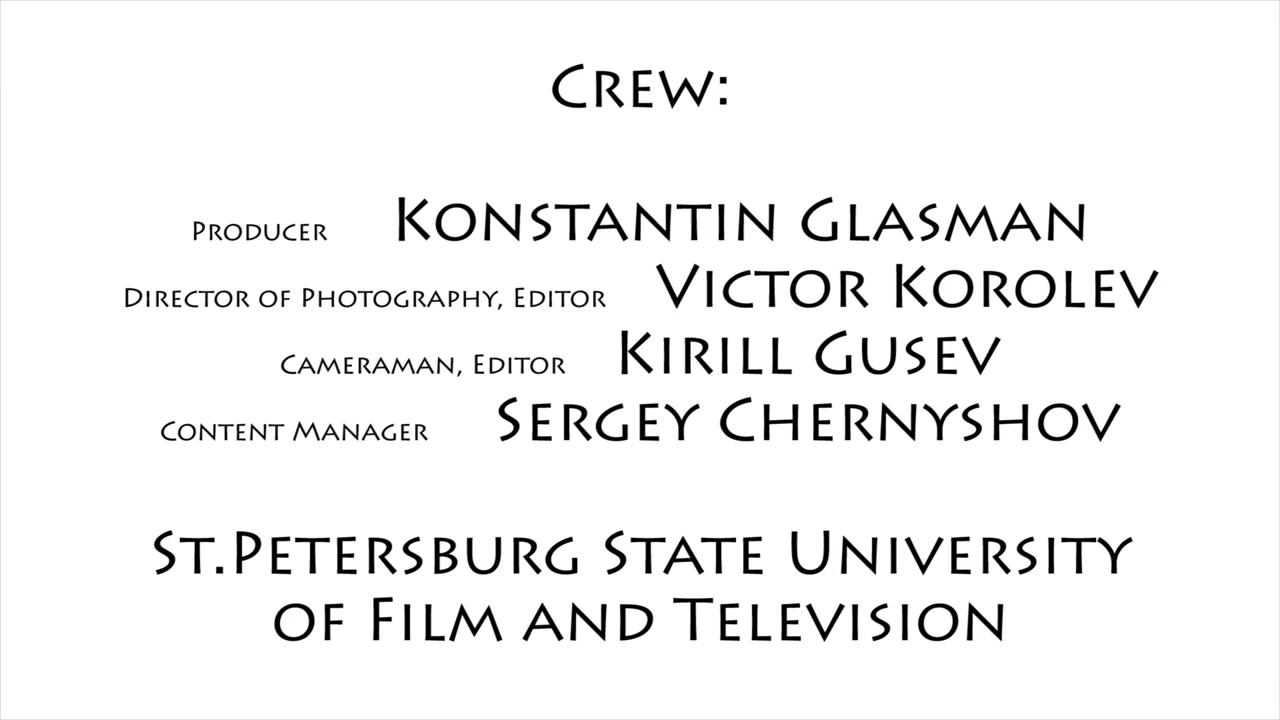 Crew:
Producer Konstantin Glasman
Director of Photography, Editor Victor Korolev
Cameraman, Editor Kirill Gusev
Content Manager Sergey Chernyshov
St.Petersburg State University
of Film and Television